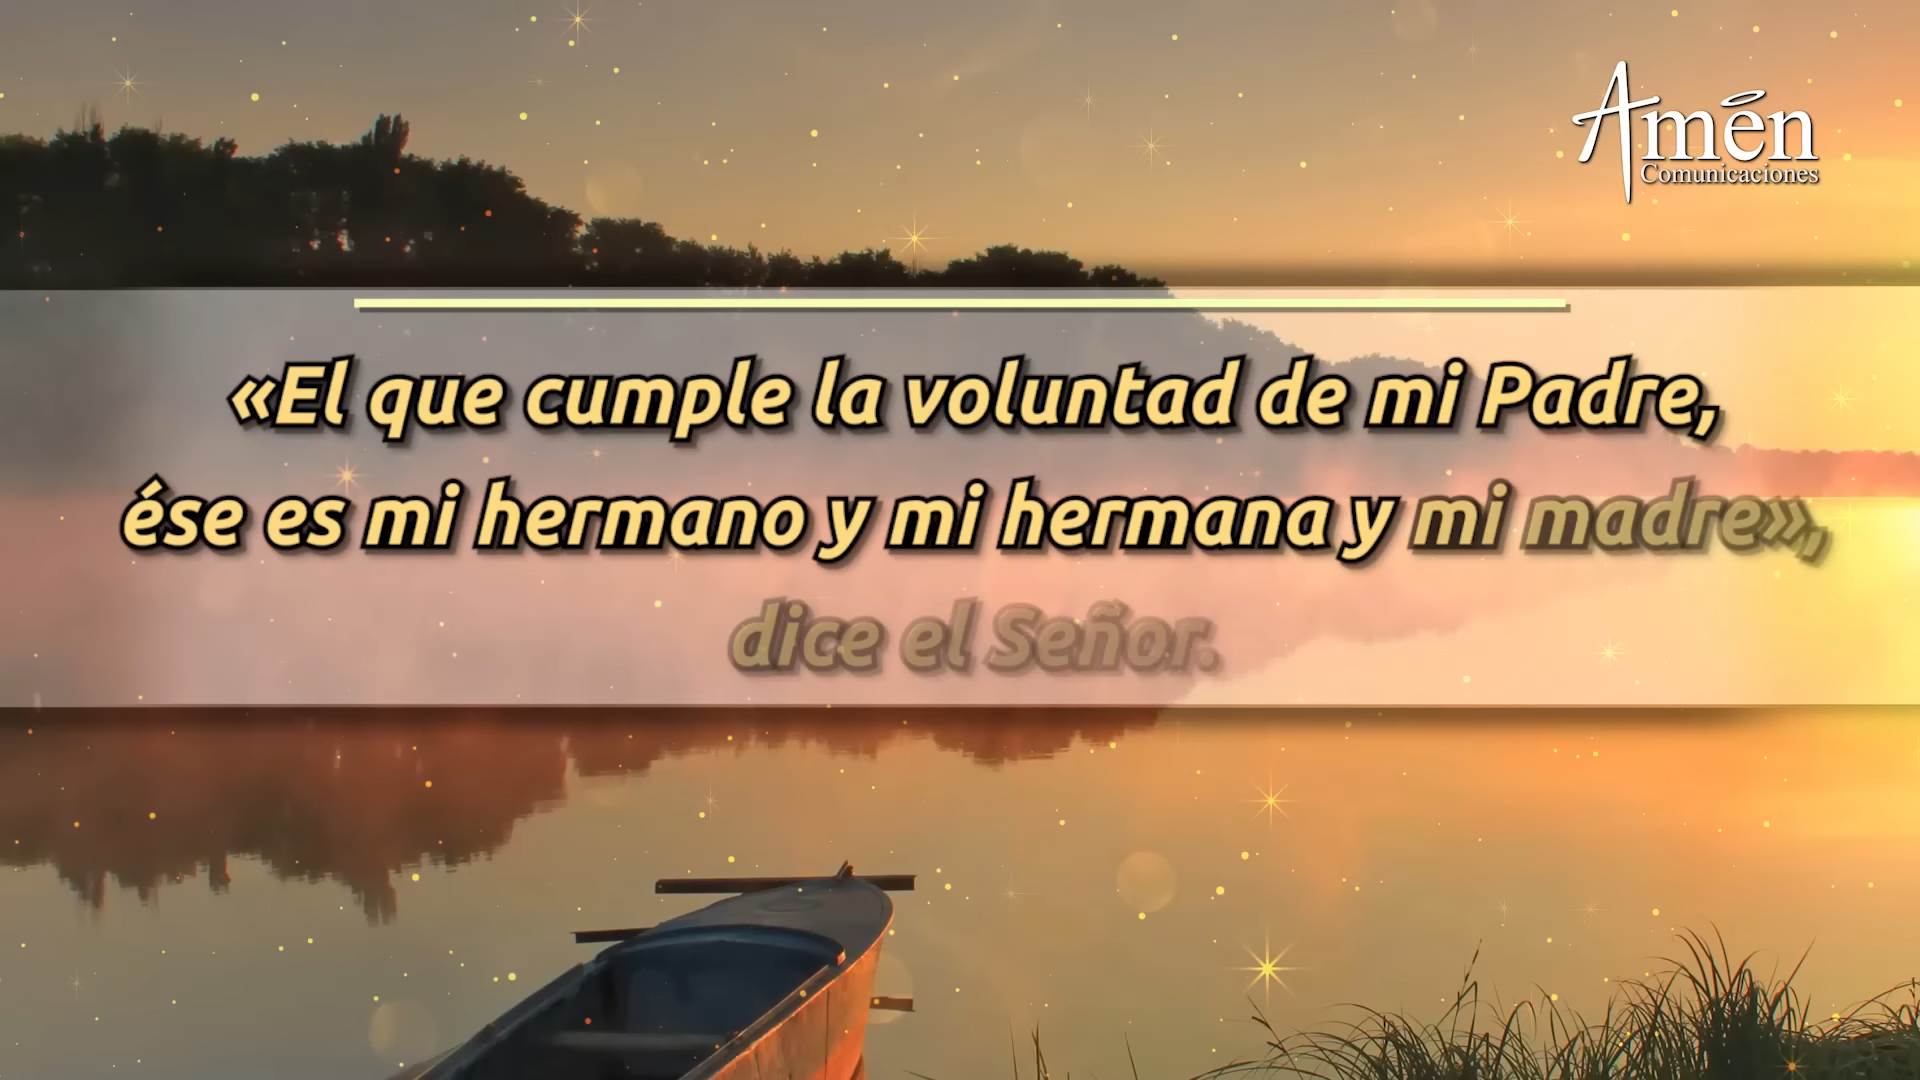 Amén
Comunicaciones
«El que cumple la voluntad de mi Padre,
ése es mi hermano y mi hermana y mi madre»,
dice el Señor.